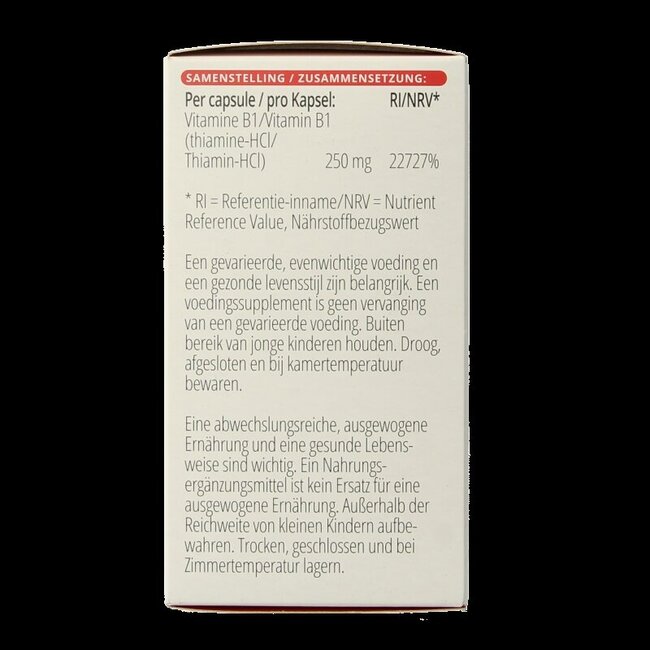 SAMENSTELLING / ZUSAMMENSETZUNG:
Per capsule / pro Kapsel: RI/NRV*
Vitamine B1/Vitamin B1
(thiamine-HCl/
Thiamin-HCl) 250 mg 22727%
* RI = Referentie-inname/NRV = Nutrient
Reference Value, Nährstoffbezugswert
Een gevarieerde, evenwichtige voeding en
een gezonde levensstijl zijn belangrijk. Een
voedingssupplement is geen vervanging
van een gevarieerde voeding. Buiten
bereik van jonge kinderen houden. Droog,
afgesloten en bij kamertemperatuur
bewaren.
Eine abwechslungsreiche, ausgewogene
Ernährung und eine gesunde Lebens-
weise sind wichtig. Ein Nahrungs-
ergänzungsmittel ist kein Ersatz für eine
ausgewogene Ernährung. Außerhalb der
Reichweite von kleinen Kindern aufbe-
wahren. Trocken, geschlossen und bei
Zimmertemperatur lagern.